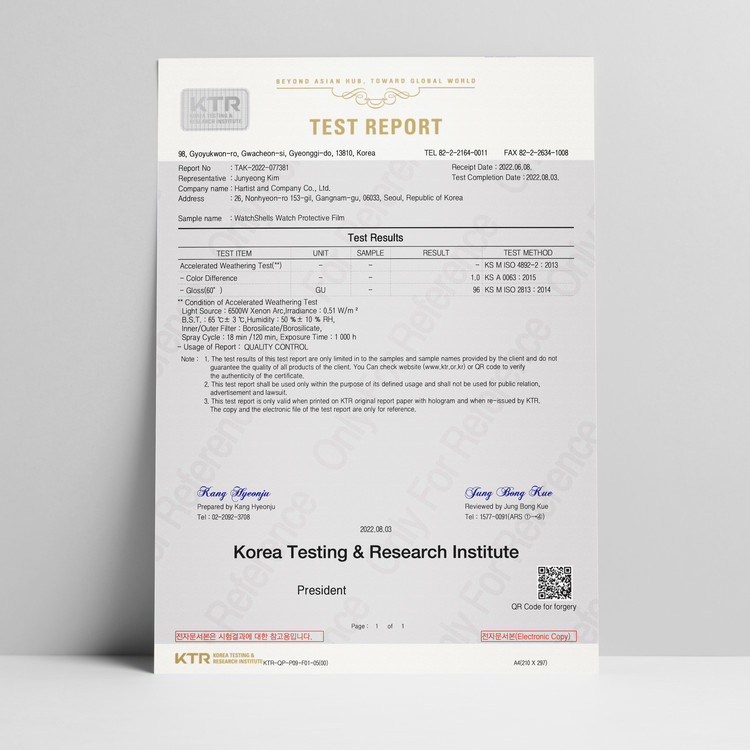 BEYOND ASIAN HUB, TOWARD GLOBAL WORLD
KTR
KOREA TESTING &
RESEARCH INSTITUTE
TEST REPORT
98, Gyoyukwon-ro, Gwacheon-si, Gyeonggi-do, 13810, Korea TEL 82-2-2164-0011 FAX 82-2-2634-1008
Report No : TAK-2022-077381 Receipt Date : 2022.06.08.
Representative : Junyeong Kim Test Completion Date : 2022.08.03.
Company name : Hartist and Company Co., Ltd.
Address : 26, Nonhyeon-ro 153-gil, Gangnam-gu, 06033, Seoul, Republic of Korea
Sample name : WatchShells Watch Protective Film
Test Results
TEST ITEM UNIT SAMPLE RESULT TEST METHOD
Accelerated Weathering Test(**) - - - KS M ISO 4892-2 : 2013
- Color Difference - - 1.0 KS A 0063 : 2015
- Gloss(60° ) GU - 96 KS M ISO 2813 : 2014
** Condition of Accelerated Weathering Test
Light Source : 6500W Xenon Arc,Irradiance : 0.51 W/m ²
B.S.T. : 65 ℃± 3 ℃,Humidity : 50 %± 10 % RH,
Inner/Outer Filter : Borosilicate/Borosilicate,
Spray Cycle : 18 min /120 min, Exposure Time : 1 000 h
- Usage of Report : QUALITY CONTROL
Note : 1. The test results of this test report are only limited to the samples and sample names provided by the client and do not
guarantee the quality of all products of the client. You Can check website (www.ktr.or.kr) or QR code to verify
the authenticity of the certificate.
2. This test report shall be used only within the purpose of its defined usage and shall not be used for public relation,
advertisement and lawsuit.
3. This test report is only valid when printed on KTR original report paper with hologram and when re-issued by KTR.
The copy and the electronic file of the test report are only for reference.
Only For Reference
Kang Hyeonju Jung Bong Kue
Prepared by Kang Hyeonju Reviewed by Jung Bong Kue
Tel : 02-2092-3708 Tel : 1577-0091(ARS ①→④)
2022.08.03
Korea Testing & Research Institute
President
QR Code for forgery
Page : 1 of 1
전자문서본은 시험결과에 대한 참고용입니다. 전자문서본(Electronic Copy)
KTR KOREA TESTING &
RESEARCH INSTITUTE KTR-QP-P09-F01-05(00) A4(210 X 297)